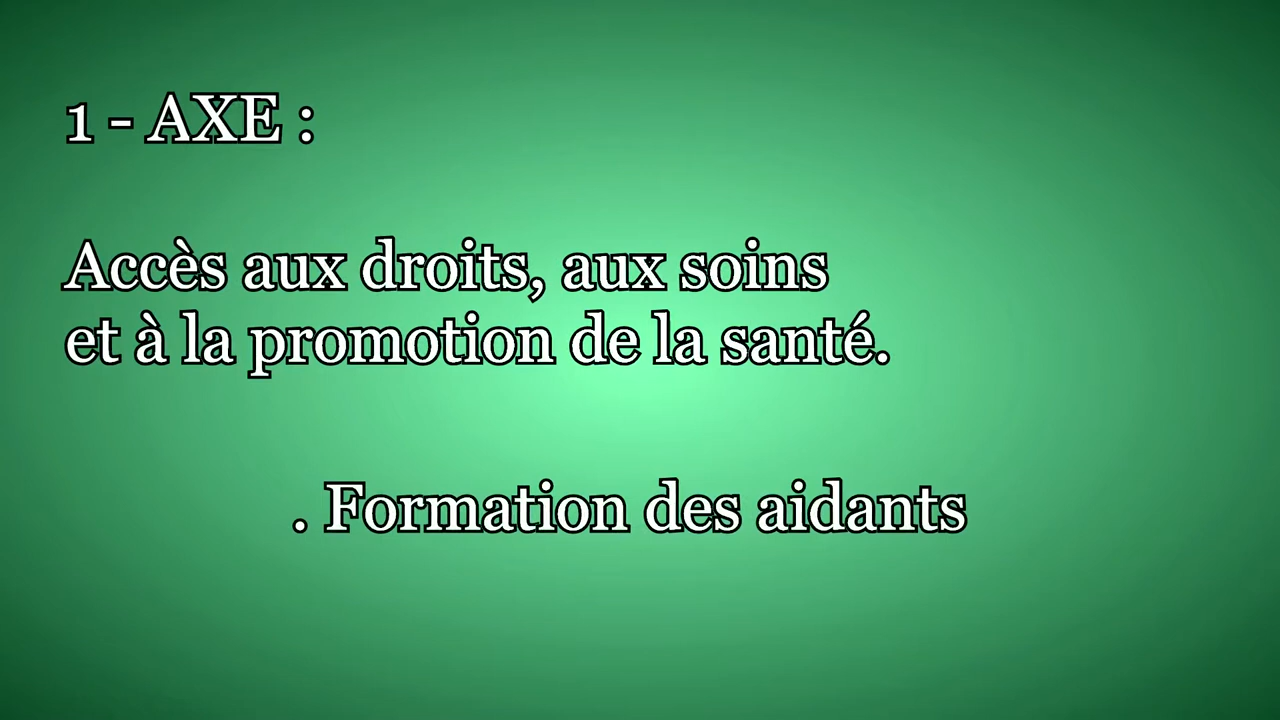 1 - AXE :
Accès aux droits, aux soins
et à la promotion de la santé.
. Formation des aidants